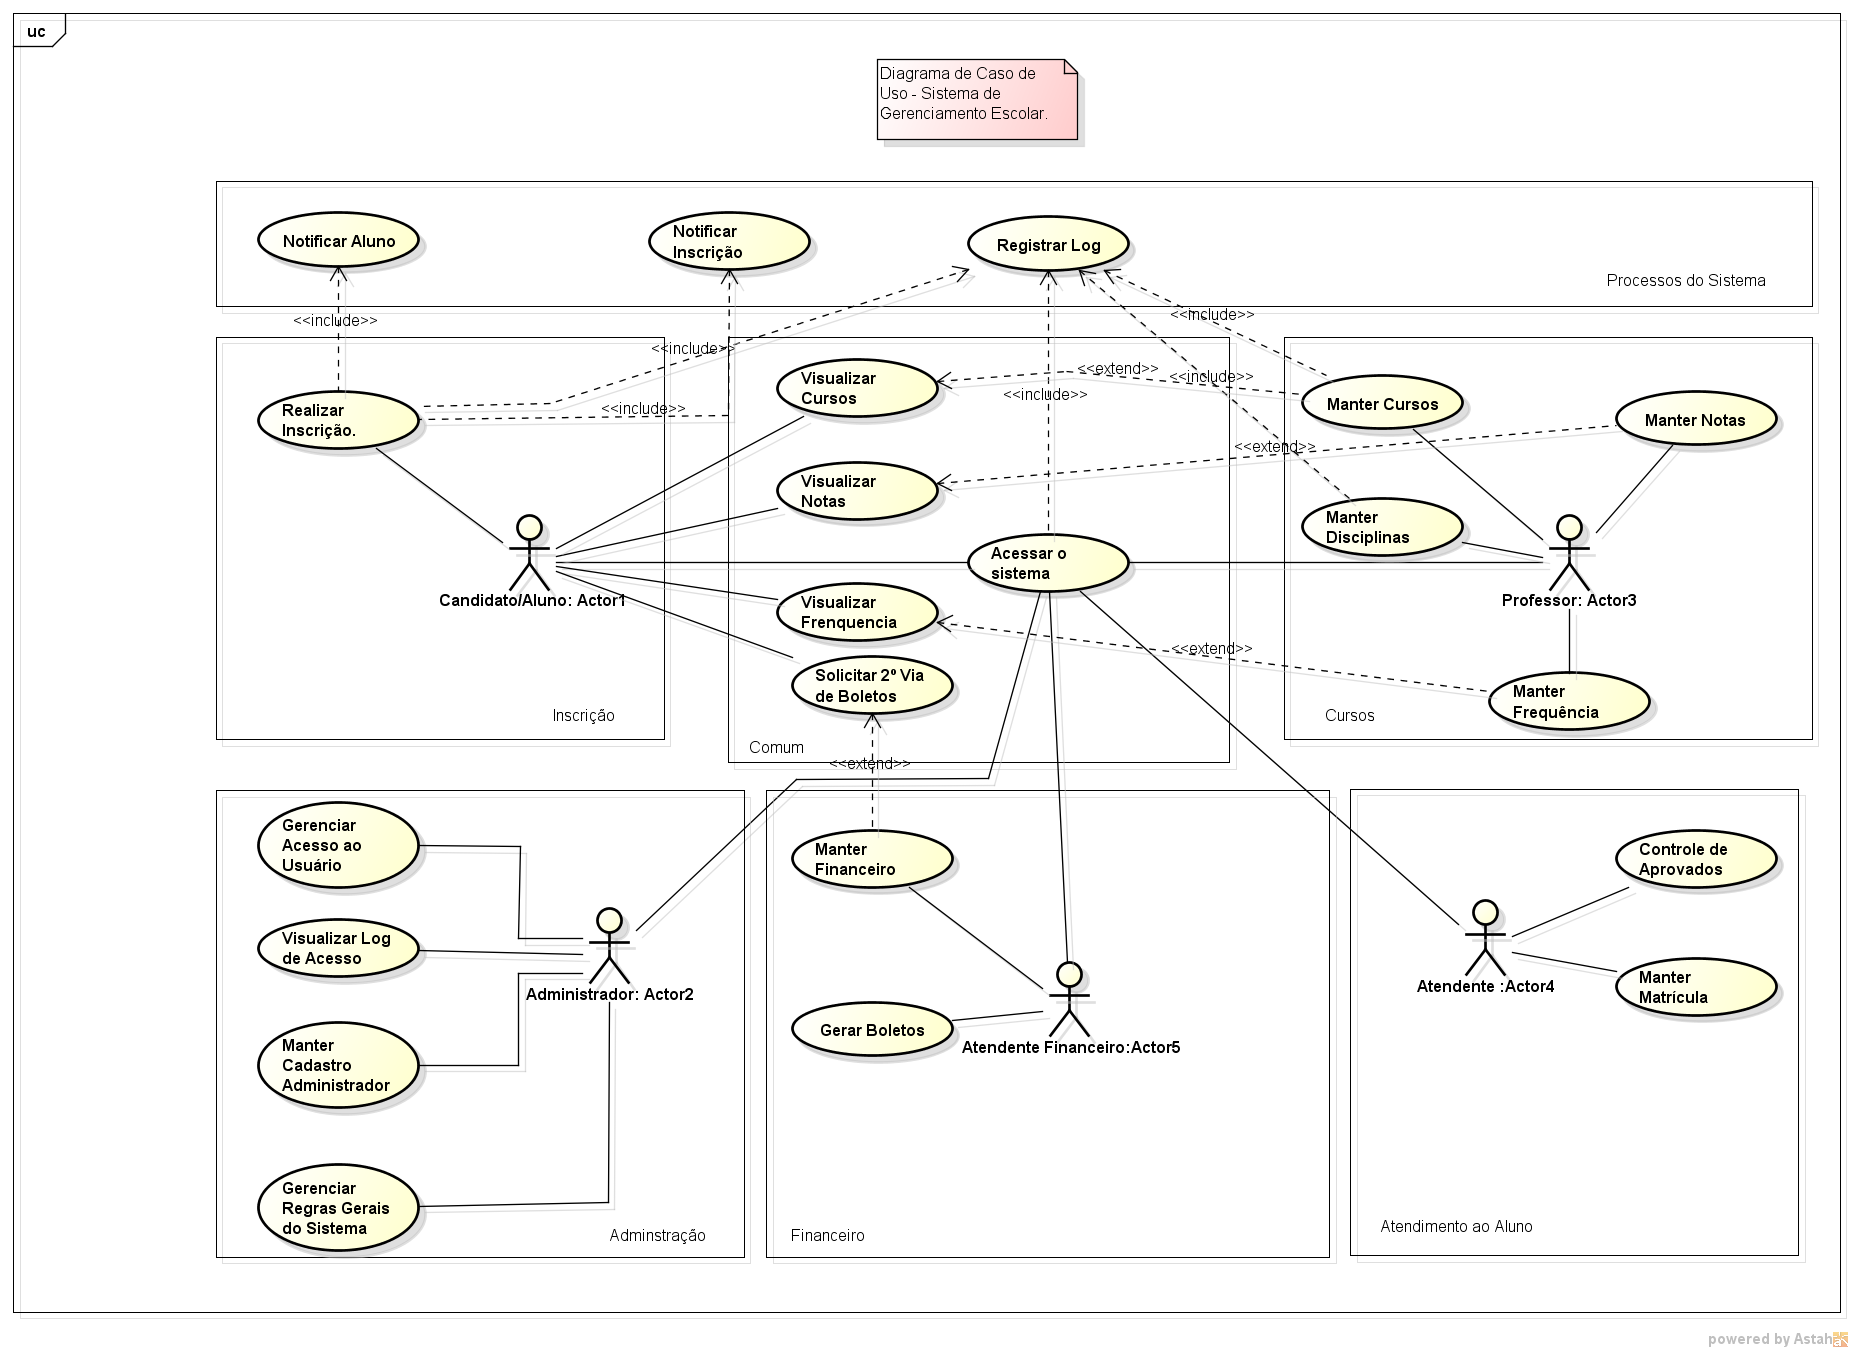 uc
Diagrama de Caso de
Uso - Sistema de
Gerenciamento Escolar.
Notificar Aluno
Notificar
Inscrição
Registrar Log
Processos do Sistema
<<include>>
<<include>>
<<include>>
<<include>>
<<extend>>
<<include>>
<<include>>
Realizar
Inscrição.
Visualizar
Cursos
Manter Cursos
Manter Notas
<<extend>>
Visualizar
Notas
Manter
Disciplinas
Acessar o
sistema
Candidato/Aluno: Actor1
Visualizar
Frenquencia
Professor: Actor3
<<extend>>
Solicitar 2º Via
de Boletos
Manter
Frequência
Inscrição
Comum
Cursos
<<extend>>
Gerenciar
Acesso ao
Usuário
Manter
Financeiro
Controle de
Aprovados
Visualizar Log
de Acesso
Administrador: Actor2
Atendente :Actor4
Manter
Matrícula
Gerar Boletos
Atendente Financeiro:Actor5
Manter
Cadastro
Administrador
Gerenciar
Regras Gerais
do Sistema
Adminstração
Financeiro
Atendimento ao Aluno
powered by Astah